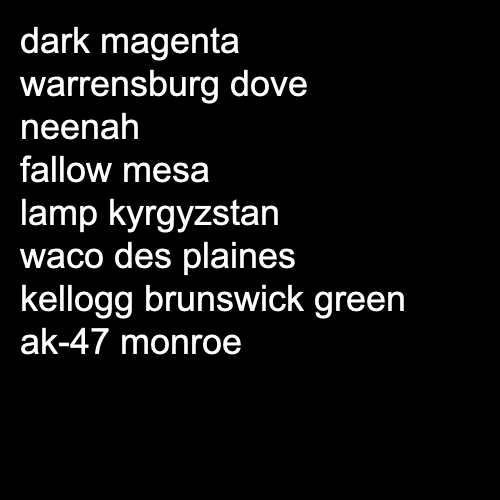 dark magenta
warrensburg dove
neenah
fallow mesa
lamp kyrgyzstan
waco des plaines
kellogg brunswick green
ak-47 monroe